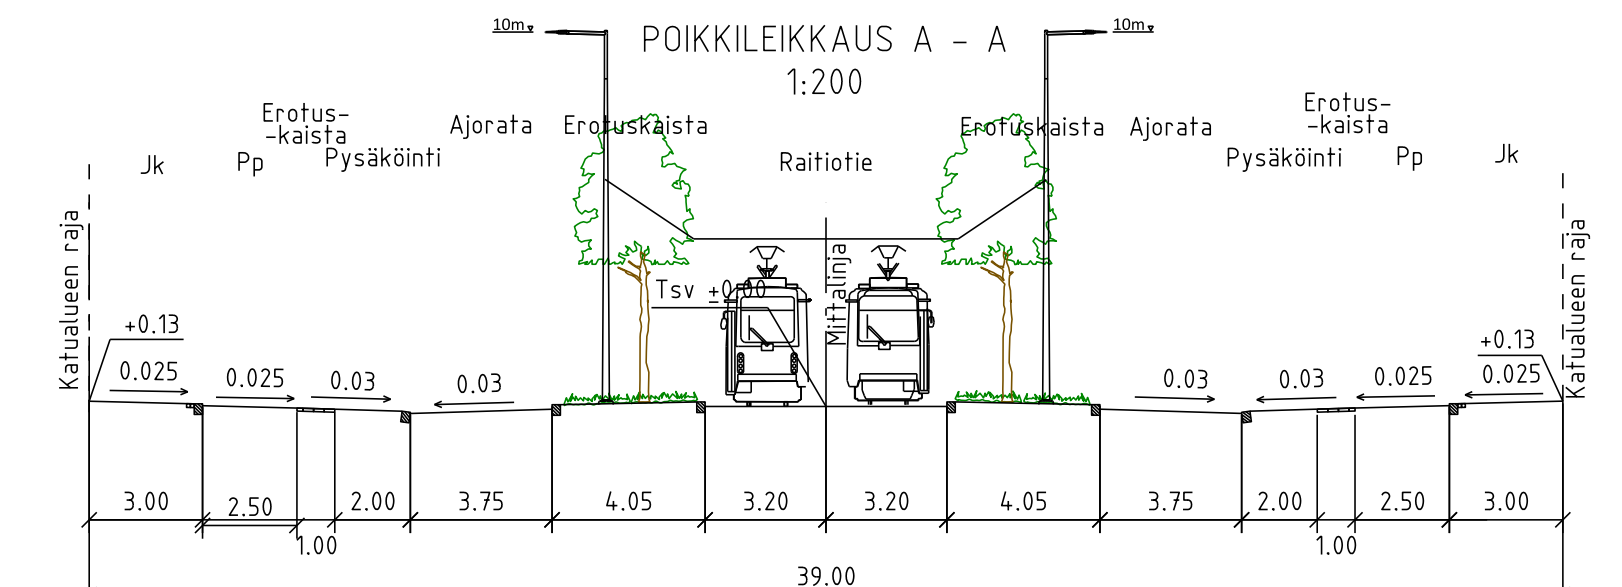 10m
POIKKILEIKKAUS A - A
10m
1:200
Erotus-
-kaista
Ajorata
Erotuskaista
Erotuskaista
Ajorata
Erotus-
-kaista
Jk
Pp
Pysäköinti
Raitiotie
Pysäköinti
Pp
Jk
Katualueen raja
Mittalinja
Katualueen raja
Tsv ±0.00
+0.13
+0.13
0.025
0.025
0.03
0.03
0.03
0.03
0.025
0.025
3.00
2.50
2.00
3.75
4.05
3.20
3.20
4.05
3.75
2.00
2.50
3.00
1.00
1.00
39.00